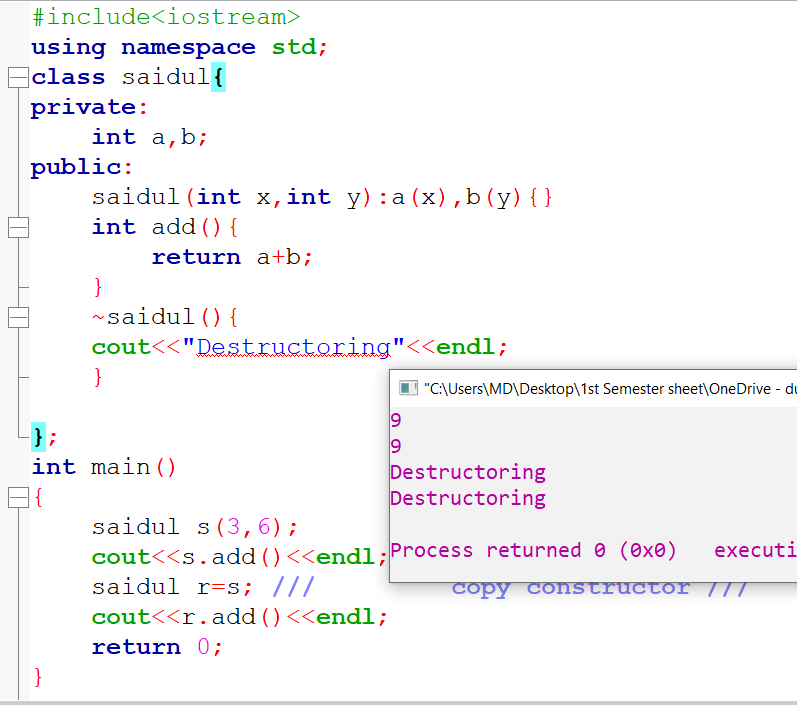 #include<iostream>
using namespace std;
class saidul{
private:
    int a,b;
public:
    saidul(int x,int y):a(x),b(y){}
    int add(){
        return a+b;
    }
    ~saidul(){
    cout<<"Destructoring"<<endl;
    }
};
int main()
{
    saidul s(3,6);
    cout<<s.add()<<endl;
    saidul r=s; /// copy constructor ///
    cout<<r.add()<<endl;
    return 0;
}
"C:\Users\MD\Desktop\1st Semester sheet\OneDrive -
9
9
Destructoring
Destructoring
Process returned 0 (0x0)